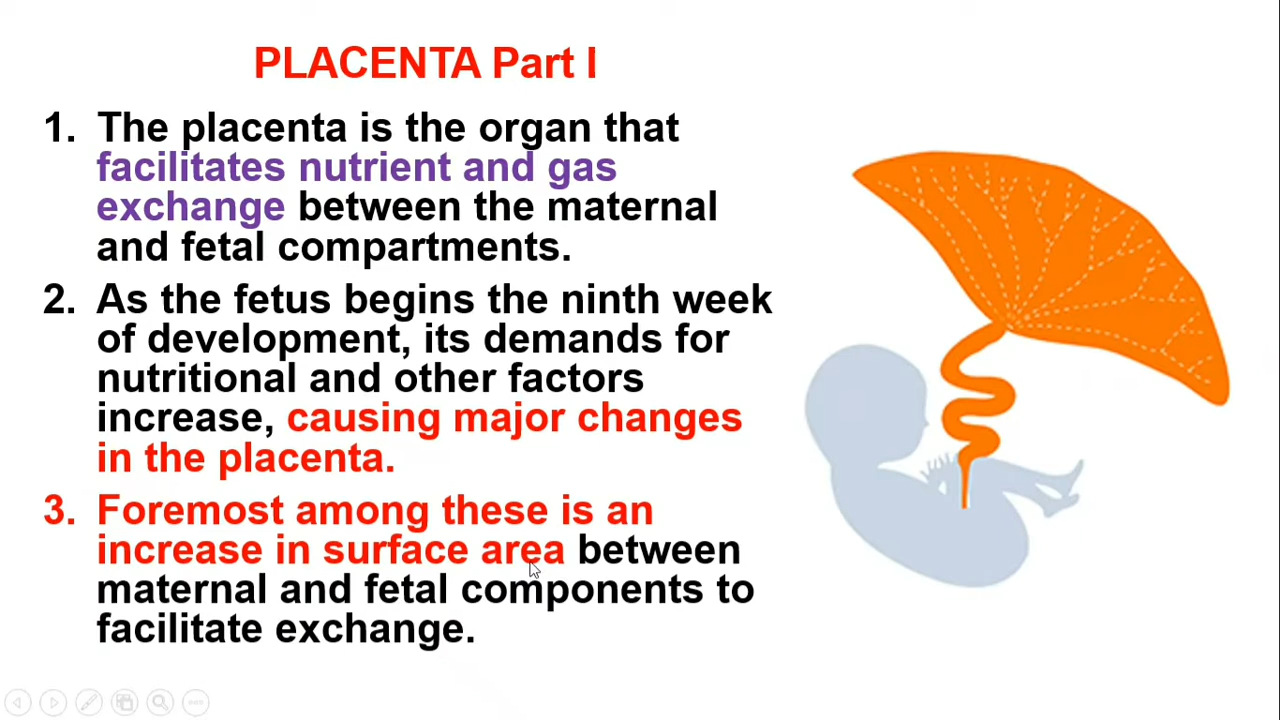 PLACENTA Part I
1. The placenta is the organ that
facilitates nutrient and gas
exchange between the maternal
and fetal compartments.
2. As the fetus begins the ninth week
of development, its demands for
nutritional and other factors
increase, causing major changes
in the placenta.
3. Foremost among these is an
increase in surface area between
maternal and fetal components to
facilitate exchange.